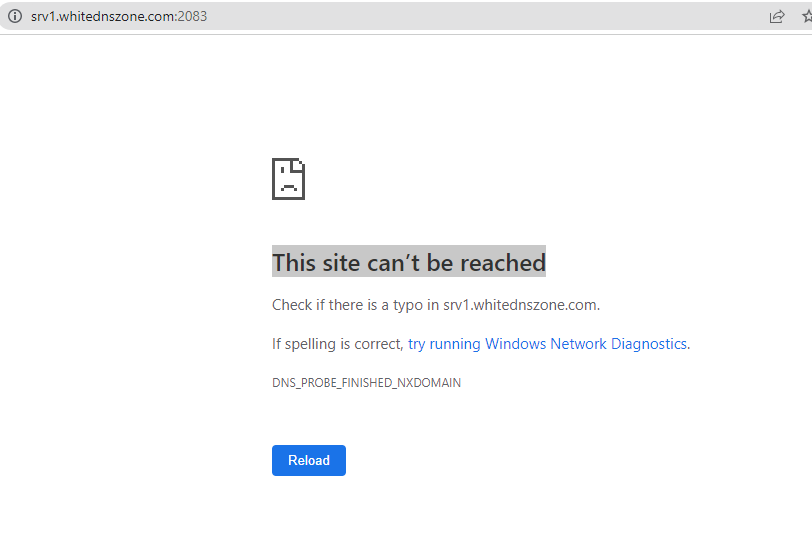 srv1.whitednszone.com:2083
This site can’t be reached
Check if there is a typo in srv1.whitednszone.com.
If spelling is correct, try running Windows Network Diagnostics.
DNS_PROBE_FINISHED_NXDOMAIN
Reload